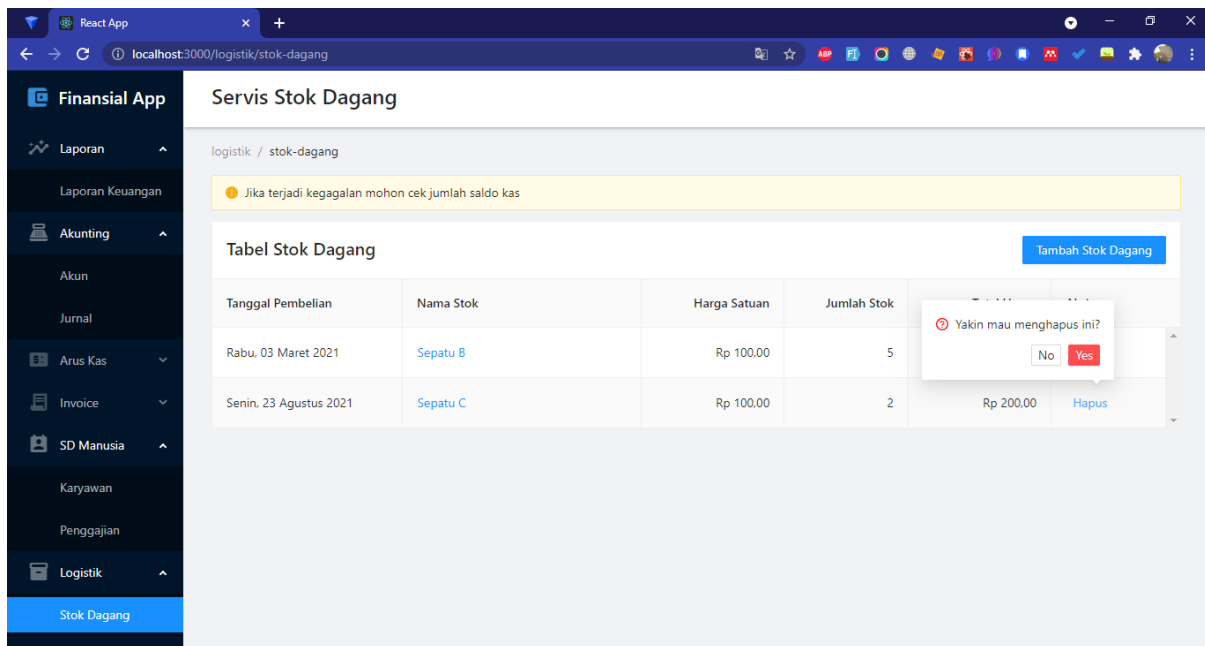 React App
localhost:3000/logistik/stok-dagang
Finansial App
Servis Stok Dagang
Laporan
Laporan Keuangan
Akunting
Akun
Jurnal
Arus Kas
Invoice
SD Manusia
Karyawan
Penggajian
Logistik
Stok Dagang
logistik / stok-dagang
Jika terjadi kegagalan mohon cek jumlah saldo kas
Tabel Stok Dagang
Tambah Stok Dagang
Tanggal Pembelian Nama Stok Harga Satuan Jumlah Stok
Yakin mau menghapus ini?
No Yes
Rabu, 03 Maret 2021 Sepatu B Rp 100,00 5
Senin, 23 Agustus 2021 Sepatu C Rp 100,00 2 Rp 200,00 Hapus